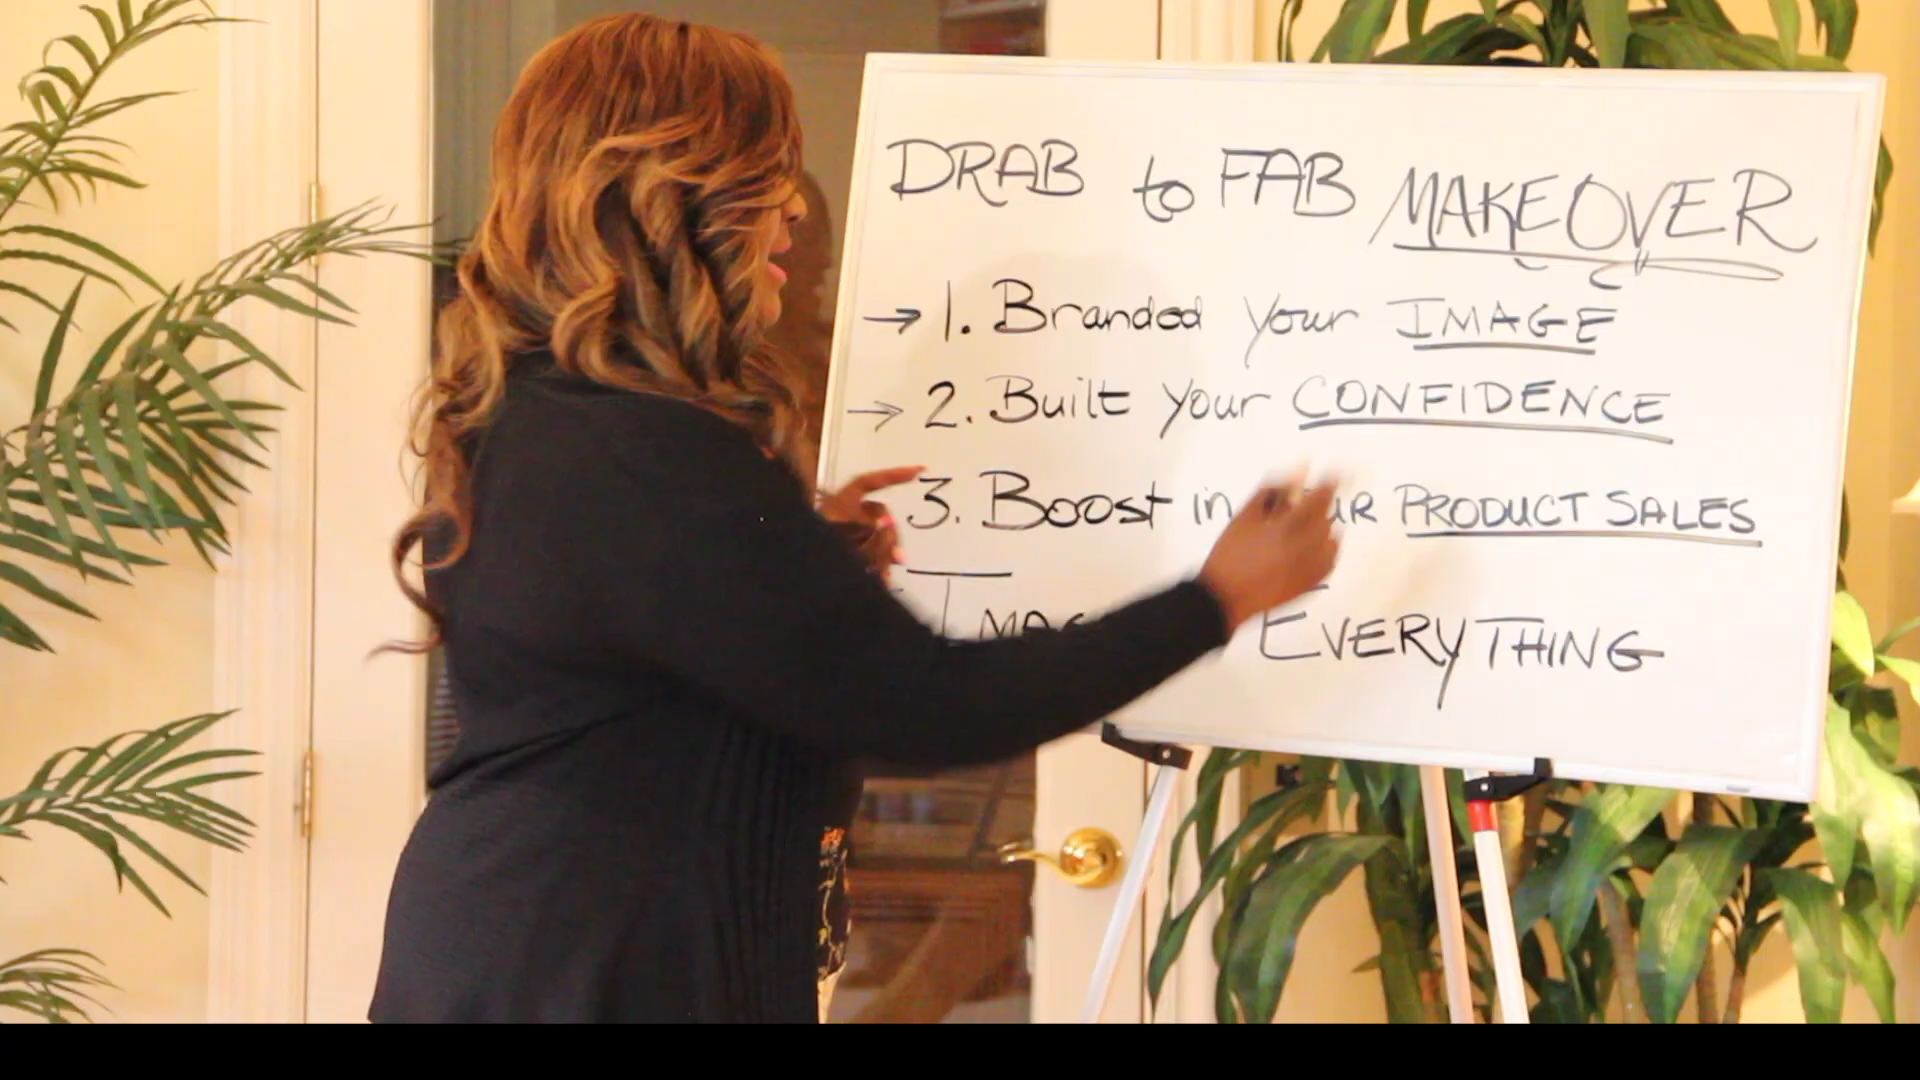 DRAB to FAB MAKEOVER
→ 1. Branded your IMAGE
→ 2. Built your CONFIDENCE
3. Boost in PRODUCT SALES
EVERYTHING